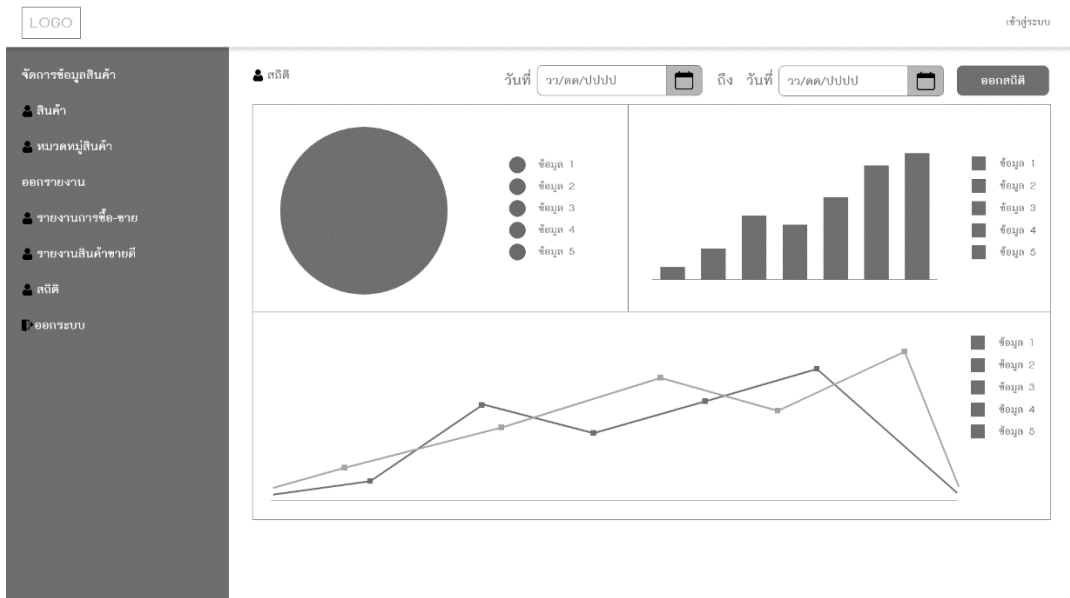 LOGO
เข้าสู่ระบบ
จัดการข้อมูลสินค้า
สินค้า
หมวดหมู่สินค้า
ออกรายงาน
รายงานการซื้อ-ขาย
รายงานสินค้าขายดี
สถิติ
ออกระบบ
สถิติ
วันที่ วว/ดด/ปปปป ถึง วันที่ วว/ดด/ปปปป ออกสถิติ
ข้อมูล 1
ข้อมูล 2
ข้อมูล 3
ข้อมูล 4
ข้อมูล 5
ข้อมูล 1
ข้อมูล 2
ข้อมูล 3
ข้อมูล 4
ข้อมูล 5
ข้อมูล 1
ข้อมูล 2
ข้อมูล 3
ข้อมูล 4
ข้อมูล 5